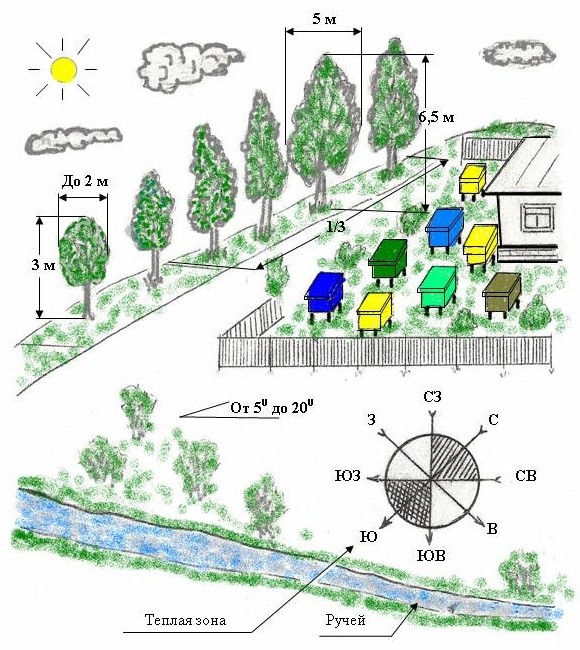 5 м
6,5 м
До 2 м
1/3
3 м
От 5⁰ до 20⁰
СЗ
З
С
ЮЗ
СВ
Ю
В
ЮВ
Теплая зона
Ручей